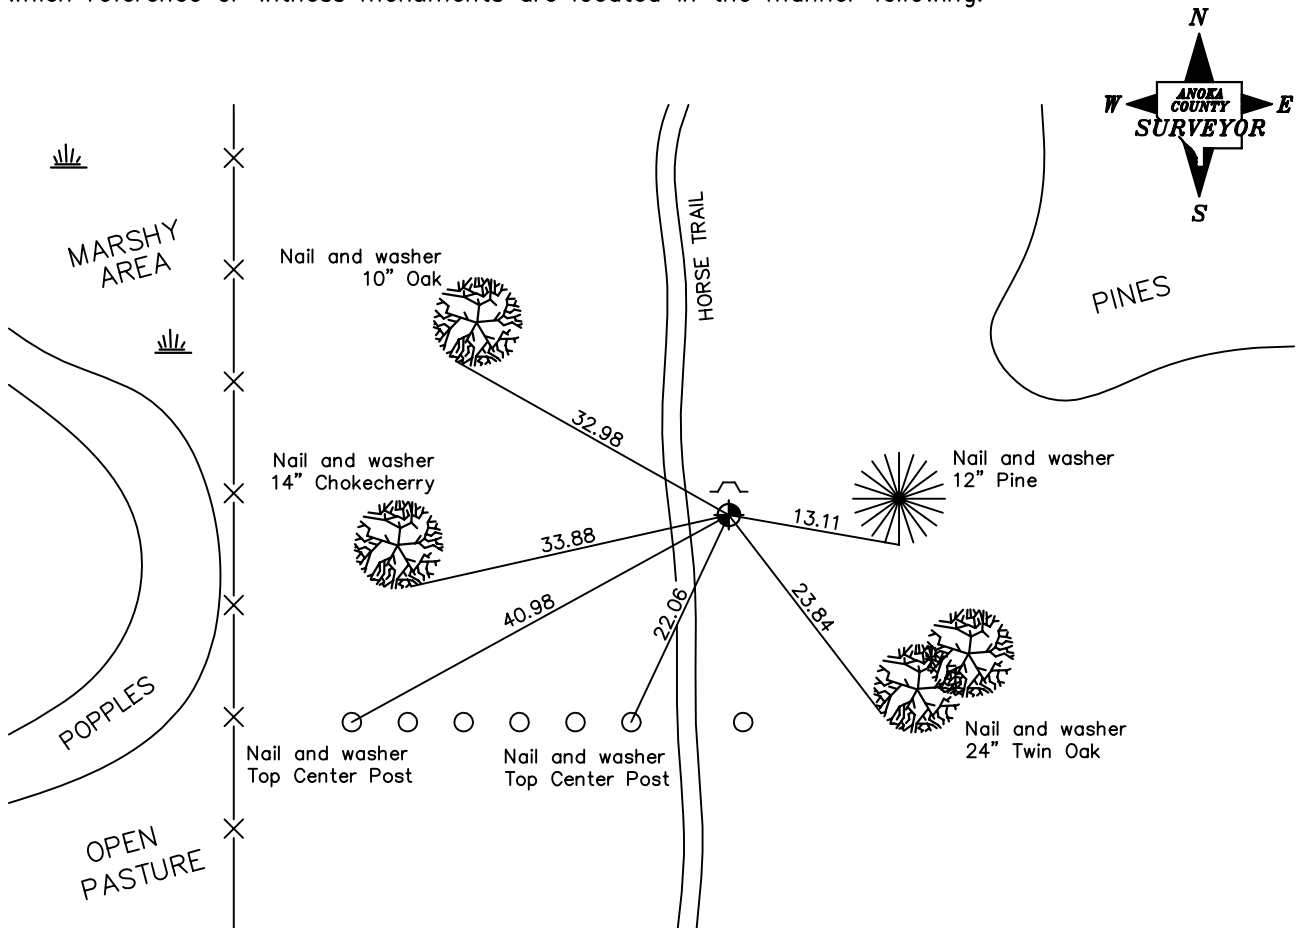 which reference or witness monuments are located in the manner following:
N
W
ANOKA
COUNTY
E
SURVEYOR
S
MARSHY
AREA
Nail and washer
10” Oak
HORSE TRAIL
PINES
32.98
Nail and washer
14” Chokecherry
Nail and washer
12” Pine
13.11
33.88
40.98
22.06
23.84
POPPLES
Nail and washer
Top Center Post
Nail and washer
Top Center Post
Nail and washer
24” Twin Oak
OPEN
PASTURE